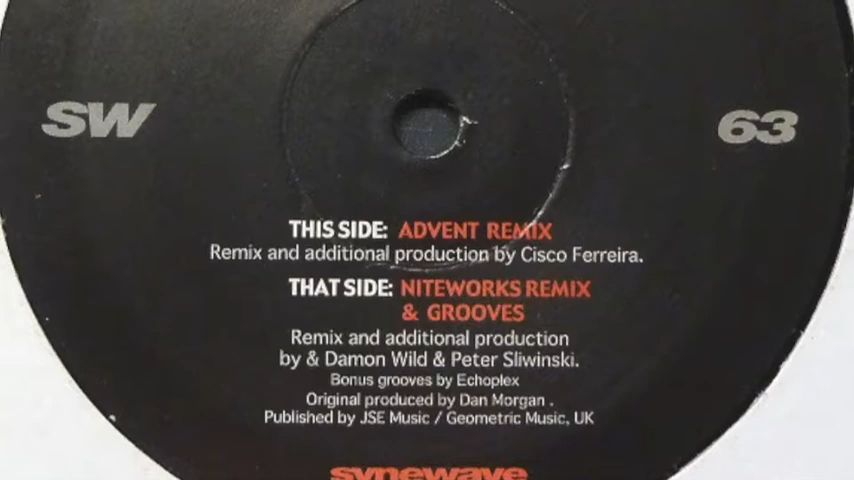 SW
63
THIS SIDE: ADVENT REMIX
Remix and additional production by Cisco Ferreira.
THAT SIDE: NITEWORKS REMIX
& GROOVES
Remix and additional production
by & Damon Wild & Peter Sliwinski.
Bonus grooves by Echoplex
Original produced by Dan Morgan .
Published by JSE Music / Geometric Music, UK
synewave